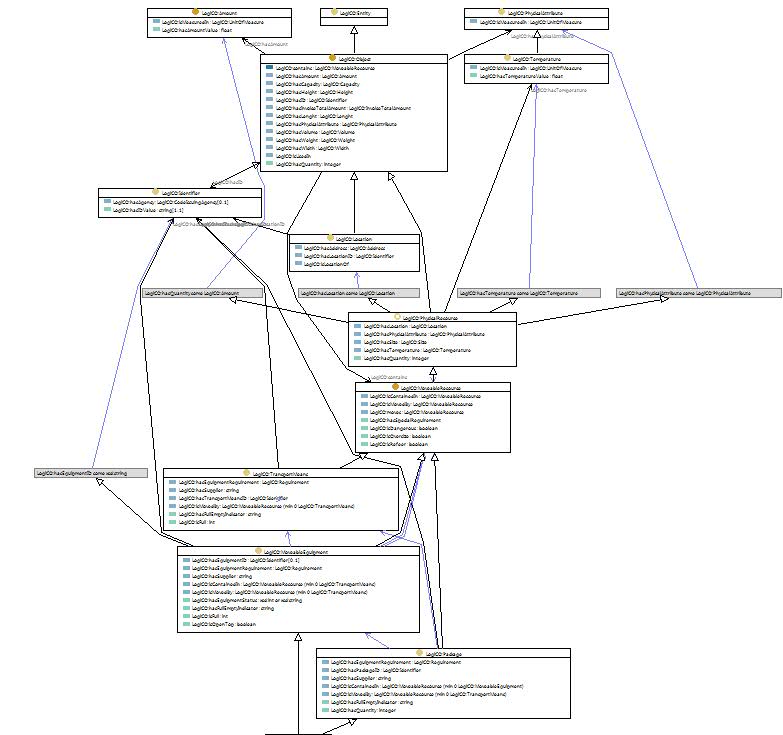 LogiCO:Amount
LogiCO:isMeasuredIn : LogiCO:UnitOfMeasure
LogiCO:hasAmountValue : float
LogiCO:Entity
LogiCO:PhysicalAttribute
LogiCO:isMeasuredIn : LogiCO:UnitOfMeasure
LogiCO:hasAmount
LogiCO:Object
LogiCO:contains : LogiCO:MoveableResource
LogiCO:hasAmount : LogiCO:Amount
LogiCO:hasCapacity : LogiCO:Capacity
LogiCO:hasHeight : LogiCO:Height
LogiCO:hasID : LogiCO:Identifier
LogiCO:hasInvoiceTotalAmount : LogiCO:InvoiceTotalAmount
LogiCO:hasLenght : LogiCO:Lenght
LogiCO:hasPhysicalAttribute : LogiCO:PhysicalAttribute
LogiCO:hasVolume : LogiCO:Volume
LogiCO:hasWeight : LogiCO:Weight
LogiCO:hasWidth : LogiCO:Width
LogiCO:isUsedIn
LogiCO:hasQuantity : integer
LogiCO:Temperature
LogiCO:isMeasuredIn : LogiCO:UnitOfMeasure
LogiCO:hasTemperatureValue : float
LogiCO:hasTemperature
LogiCO:hasID
LogiCO:Identifier
LogiCO:hasAgency : LogiCO:CodeIssuingAgency[0..1]
LogiCO:hasIDValue : string[1..1]
LogiCO:Location
LogiCO:hasAddress : LogiCO:Address
LogiCO:hasLocationID : LogiCO:Identifier
LogiCO:isLocationOf
LogiCO:hasQuantity some LogiCO:Amount
LogiCO:hasLocation some LogiCO:Location
LogiCO:hasTemperature some LogiCO:Temperature
LogiCO:hasPhysicalAttribute some LogiCO:PhysicalAttribute
LogiCO:PhysicalResource
LogiCO:hasLocation : LogiCO:Location
LogiCO:hasPhysicalAttribute : LogiCO:PhysicalAttribute
LogiCO:hasSize : LogiCO:Size
LogiCO:hasTemperature : LogiCO:Temperature
LogiCO:hasQuantity : integer
LogiCO:contains
LogiCO:MoveableResource
LogiCO:isContainedIn : LogiCO:MoveableResource
LogiCO:isMovedBy : LogiCO:MoveableResource
LogiCO:moves : LogiCO:MoveableResource
LogiCO:hasSpecialRequirement
LogiCO:isDangerous : boolean
LogiCO:isOversize : boolean
LogiCO:isReefer : boolean
LogiCO:hasEquipmentID some xsd:string
LogiCO:TransportMeans
LogiCO:hasEquipmentRequirement : LogiCO:Requirement
LogiCO:hasSupplier : string
LogiCO:hasTransportMeansID : LogiCO:Identifier
LogiCO:isMovedBy : LogiCO:MoveableResource (min 0 LogiCO:TransportMeans)
LogiCO:hasFullEmptyIndicator : string
LogiCO:isFull : int
LogiCO:MoveableEquipment
LogiCO:hasEquipmentID : LogiCO:Identifier[0..1]
LogiCO:hasEquipmentRequirement : LogiCO:Requirement
LogiCO:hasSupplier : string
LogiCO:isContainedIn : LogiCO:MoveableResource (min 0 LogiCO:TransportMeans)
LogiCO:isMovedBy : LogiCO:MoveableResource (min 0 LogiCO:TransportMeans)
LogiCO:hasEquipmentStatus : xsd:int or xsd:string
LogiCO:hasFullEmptyIndicator : string
LogiCO:isFull : int
LogiCO:isOpenTop : boolean
LogiCO:Package
LogiCO:hasEquipmentRequirement : LogiCO:Requirement
LogiCO:hasPackageID : LogiCO:Identifier
LogiCO:hasSupplier : string
LogiCO:isContainedIn : LogiCO:MoveableResource (min 0 LogiCO:MoveableEquipment)
LogiCO:isMovedBy : LogiCO:MoveableResource (min 0 LogiCO:TransportMeans)
LogiCO:hasFullEmptyIndicator : string
LogiCO:hasQuantity : integer